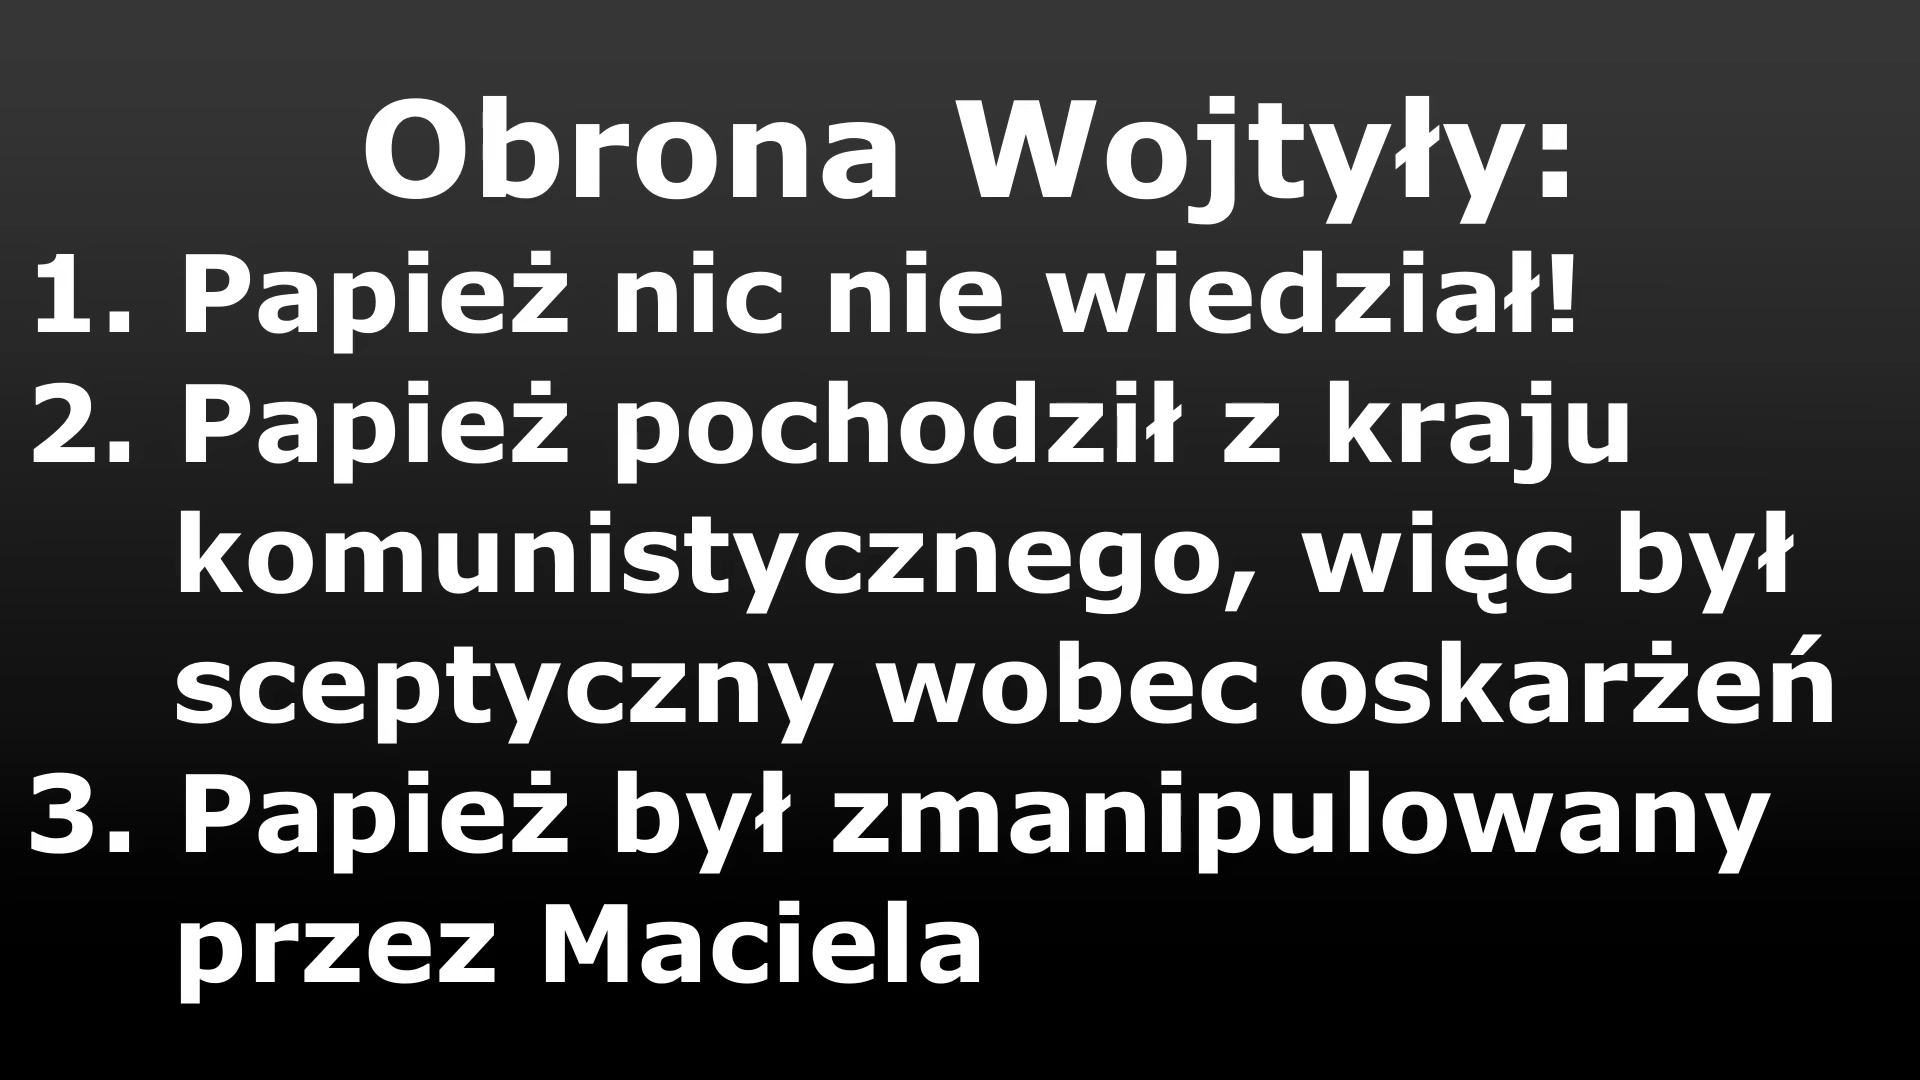 Obrona Wojtyły:
1. Papież nic nie wiedział!
2. Papież pochodził z kraju
komunistycznego, więc był
sceptyczny wobec oskarżeń
3. Papież był zmanipulowany
przez Maciela